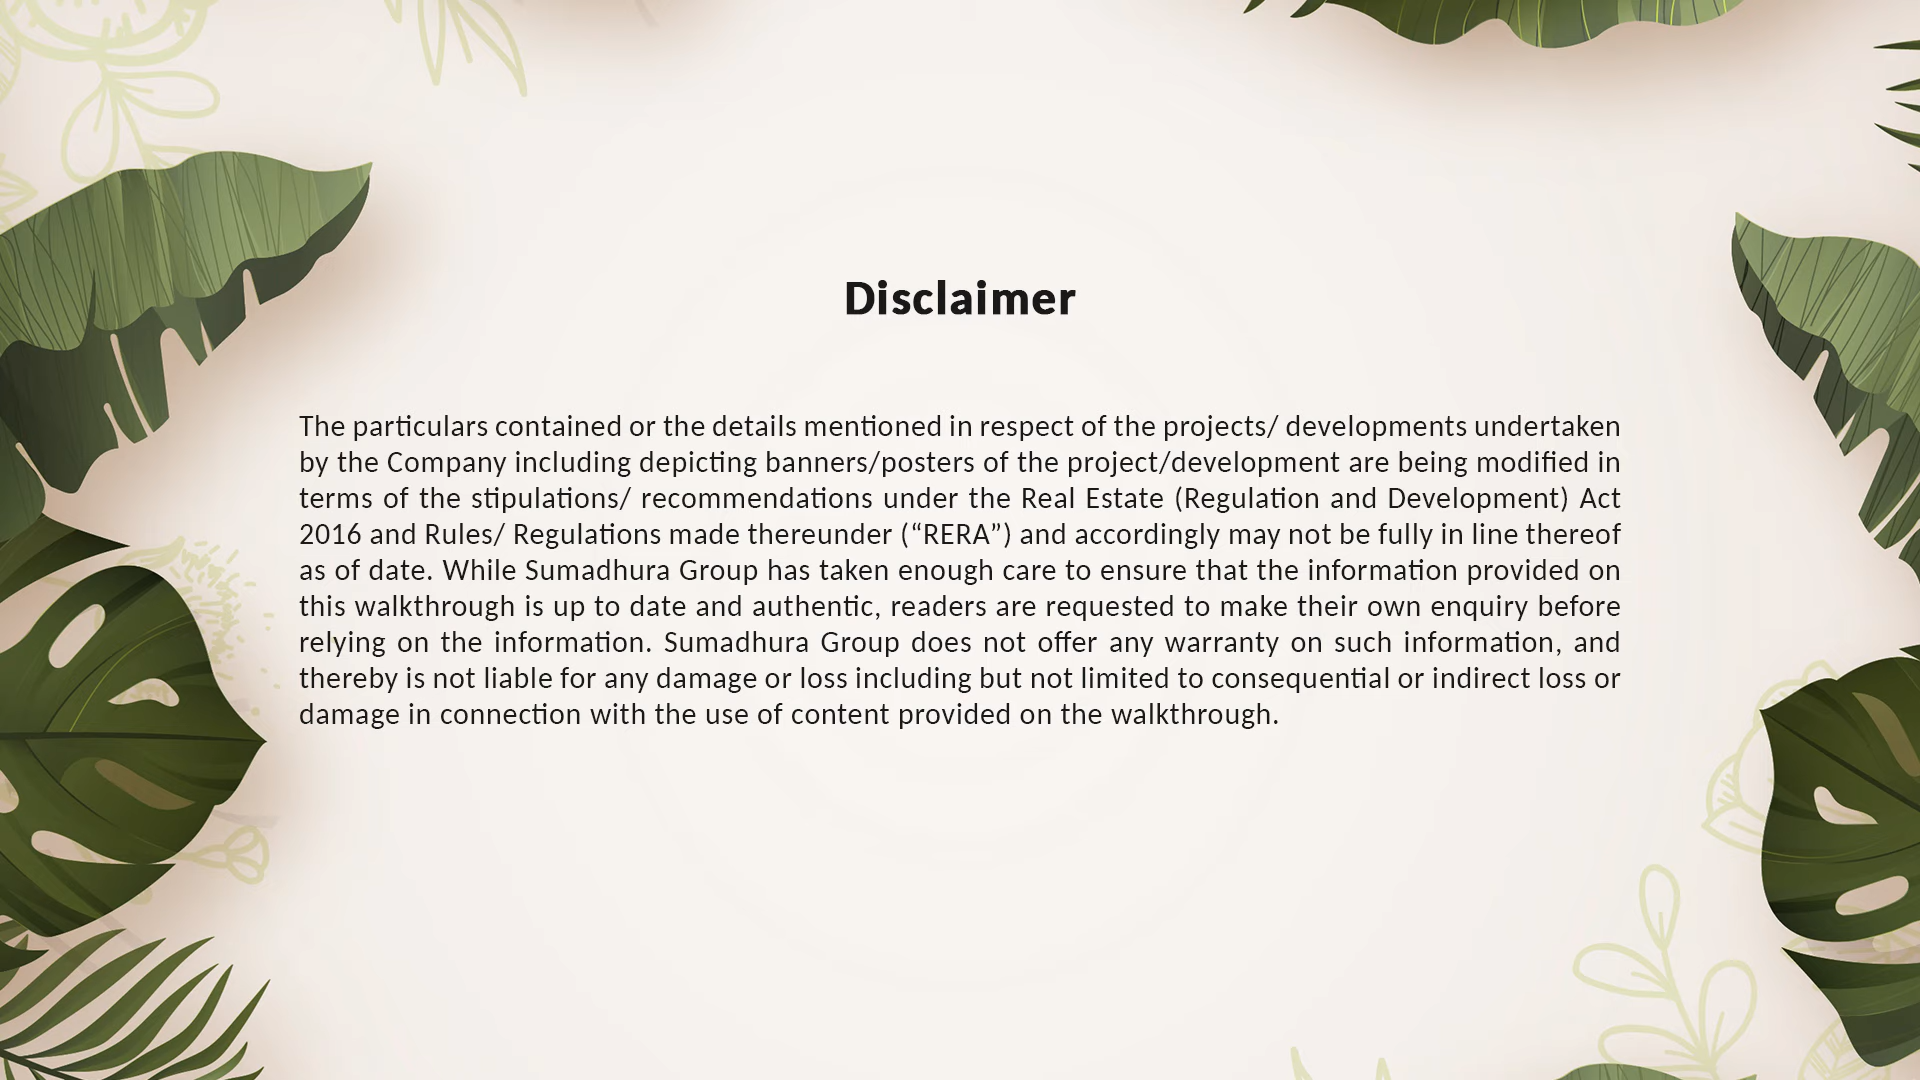 Disclaimer
The particulars contained or the details mentioned in respect of the projects/ developments undertaken
by the Company including depicting banners/posters of the project/development are being modified in
terms of the stipulations/ recommendations under the Real Estate (Regulation and Development) Act
2016 and Rules/ Regulations made thereunder (“RERA”) and accordingly may not be fully in line thereof
as of date. While Sumadhura Group has taken enough care to ensure that the information provided on
this walkthrough is up to date and authentic, readers are requested to make their own enquiry before
relying on the information. Sumadhura Group does not offer any warranty on such information, and
thereby is not liable for any damage or loss including but not limited to consequential or indirect loss or
damage in connection with the use of content provided on the walkthrough.